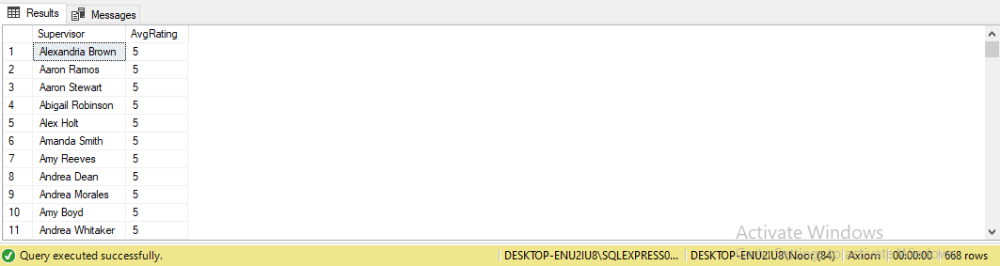 Results Messages
Supervisor AvgRating
1 Alexandria Brown 5
2 Aaron Ramos 5
3 Aaron Stewart 5
4 Abigail Robinson 5
5 Alex Holt 5
6 Amanda Smith 5
7 Amy Reeves 5
8 Andrea Dean 5
9 Andrea Morales 5
10 Amy Boyd 5
11 Andrea Whitaker 5
Activate Windows
Query executed successfully. DESKTOP-ENU2IU8\SQLEXPRESS0... DESKTOP-ENU2IU8\Noor (84) Axiom 00:00:00 668 rows